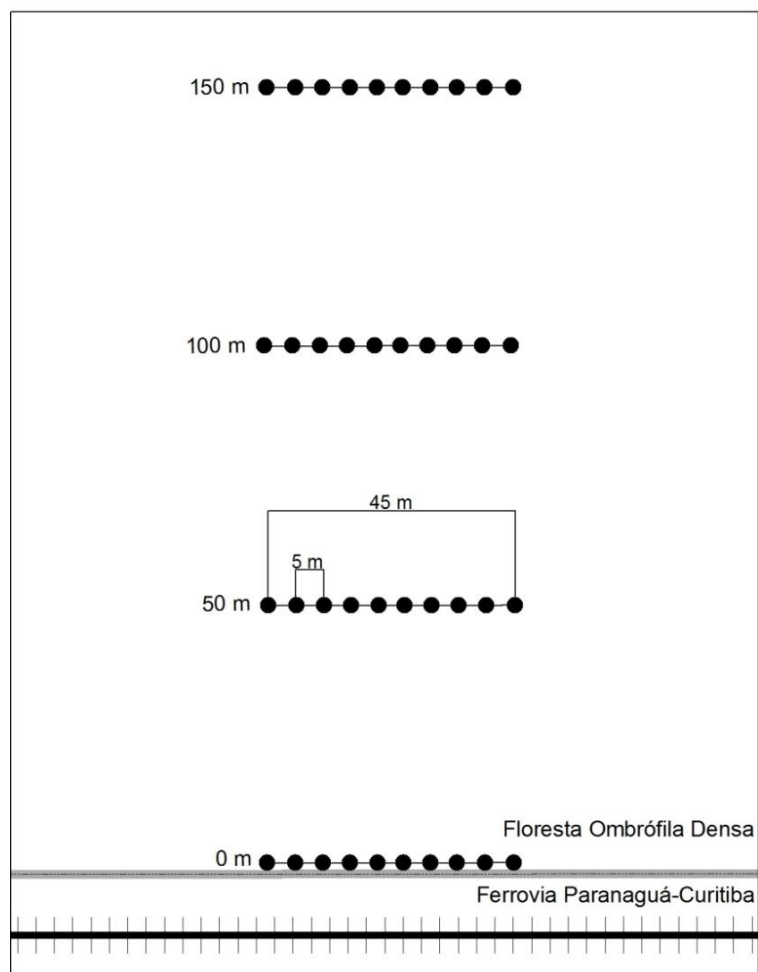 150 m
100 m
45 m
5 m
50 m
Floresta Ombrófila Densa
0 m
Ferrovia Paranaguá-Curitiba